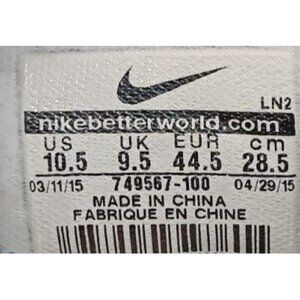 LN2
nikebetterworld.com
US UK EUR cm
10.5 9.5 44.5 28.5
03/11/15 749567-100 04/29/15
MADE IN CHINA
FABRIQUE EN CHINE